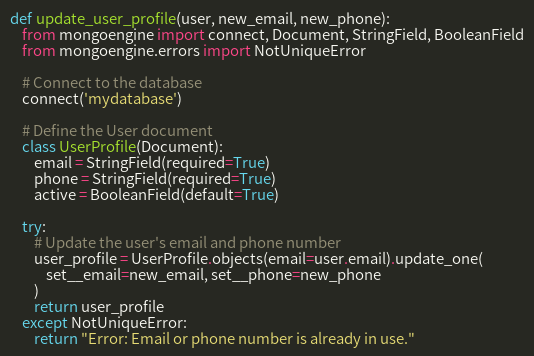 def update_user_profile(user, new_email, new_phone):
    from mongoengine import connect, Document, StringField, BooleanField
    from mongoengine.errors import NotUniqueError

    # Connect to the database
    connect('mydatabase')

    # Define the User document
    class UserProfile(Document):
        email = StringField(required=True)
        phone = StringField(required=True)
        active = BooleanField(default=True)

    try:
        # Update the user's email and phone number
        user_profile = UserProfile.objects(email=user.email).update_one(
            set__email=new_email, set__phone=new_phone
        )
        return user_profile
    except NotUniqueError:
        return "Error: Email or phone number is already in use."